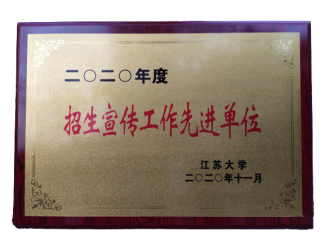 二〇二〇年度
招生宣传工作先进单位
江苏大学
二〇二〇年十一月